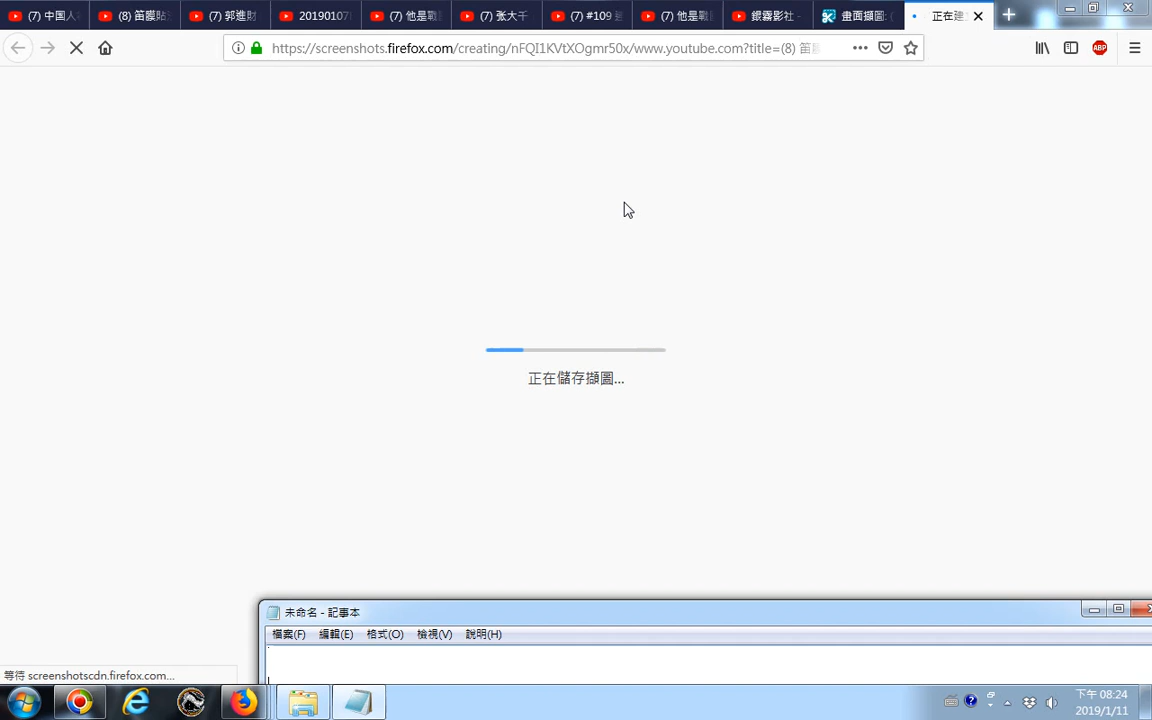 (7) 中国人
(8) 笛膜貼
(7) 郭進財
20190107
(7) 他是戰
(7) 张大千
(7) #109
(7) 他是戰
銀霧影社 -
畫面擷圖: (
正在建
https://screenshots.firefox.com/creating/nFQI1KVtXOgmr50x/www.youtube.com?title=(8) 笛
ABP
正在儲存擷圖...
未命名 - 記事本
檔案(F) 編輯(E) 格式(O) 檢視(V) 說明(H)
等待 screenshotscdn.firefox.com...
下午 08:24
2019/1/11